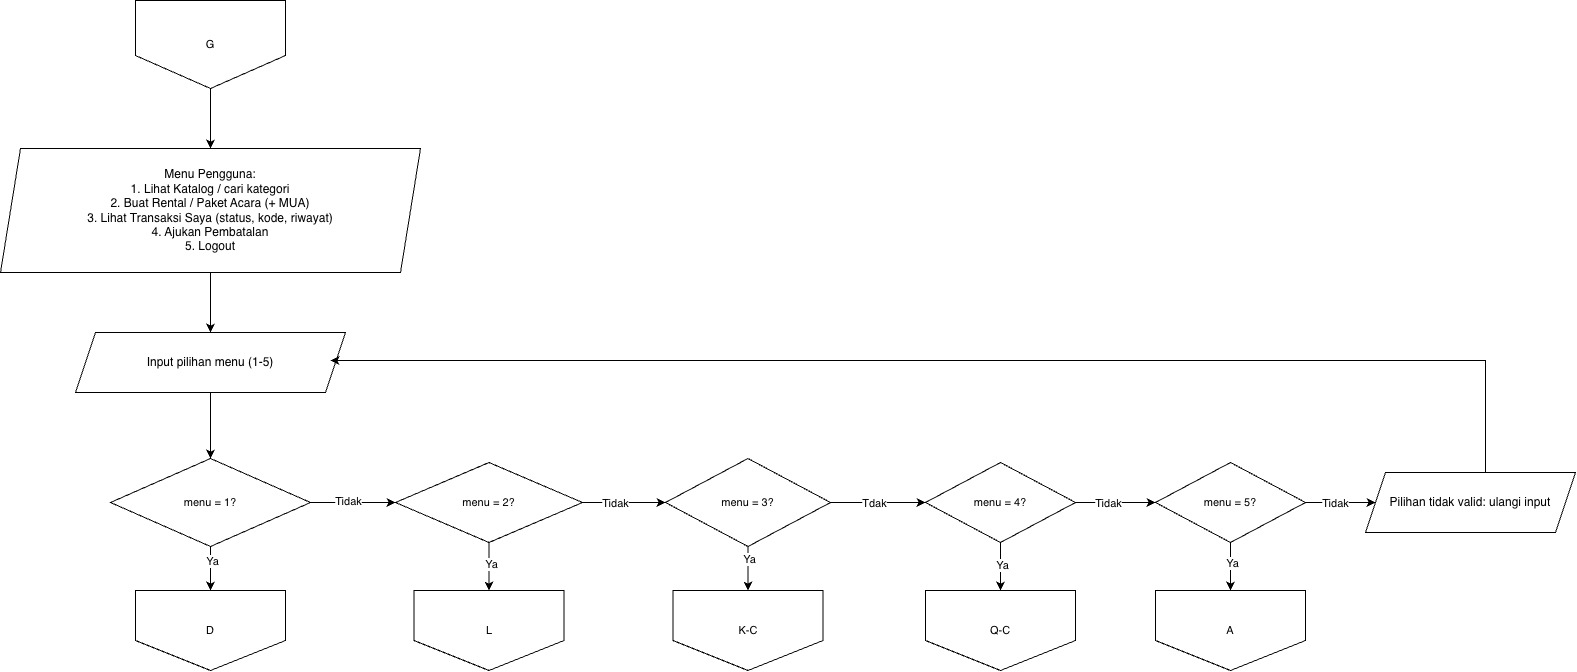 G
Menu Pengguna:
1. Lihat Katalog / cari kategori
2. Buat Rental / Paket Acara (+ MUA)
3. Lihat Transaksi Saya (status, kode, riwayat)
4. Ajukan Pembatalan
5. Logout
Input pilihan menu (1-5)
menu = 1?
Tidak
menu = 2?
Tidak
menu = 3?
Tdak
menu = 4?
Tidak
menu = 5?
Tidak
Pilihan tidak valid: ulangi input
Ya
Ya
Ya
Ya
Ya
D
L
K-C
Q-C
A